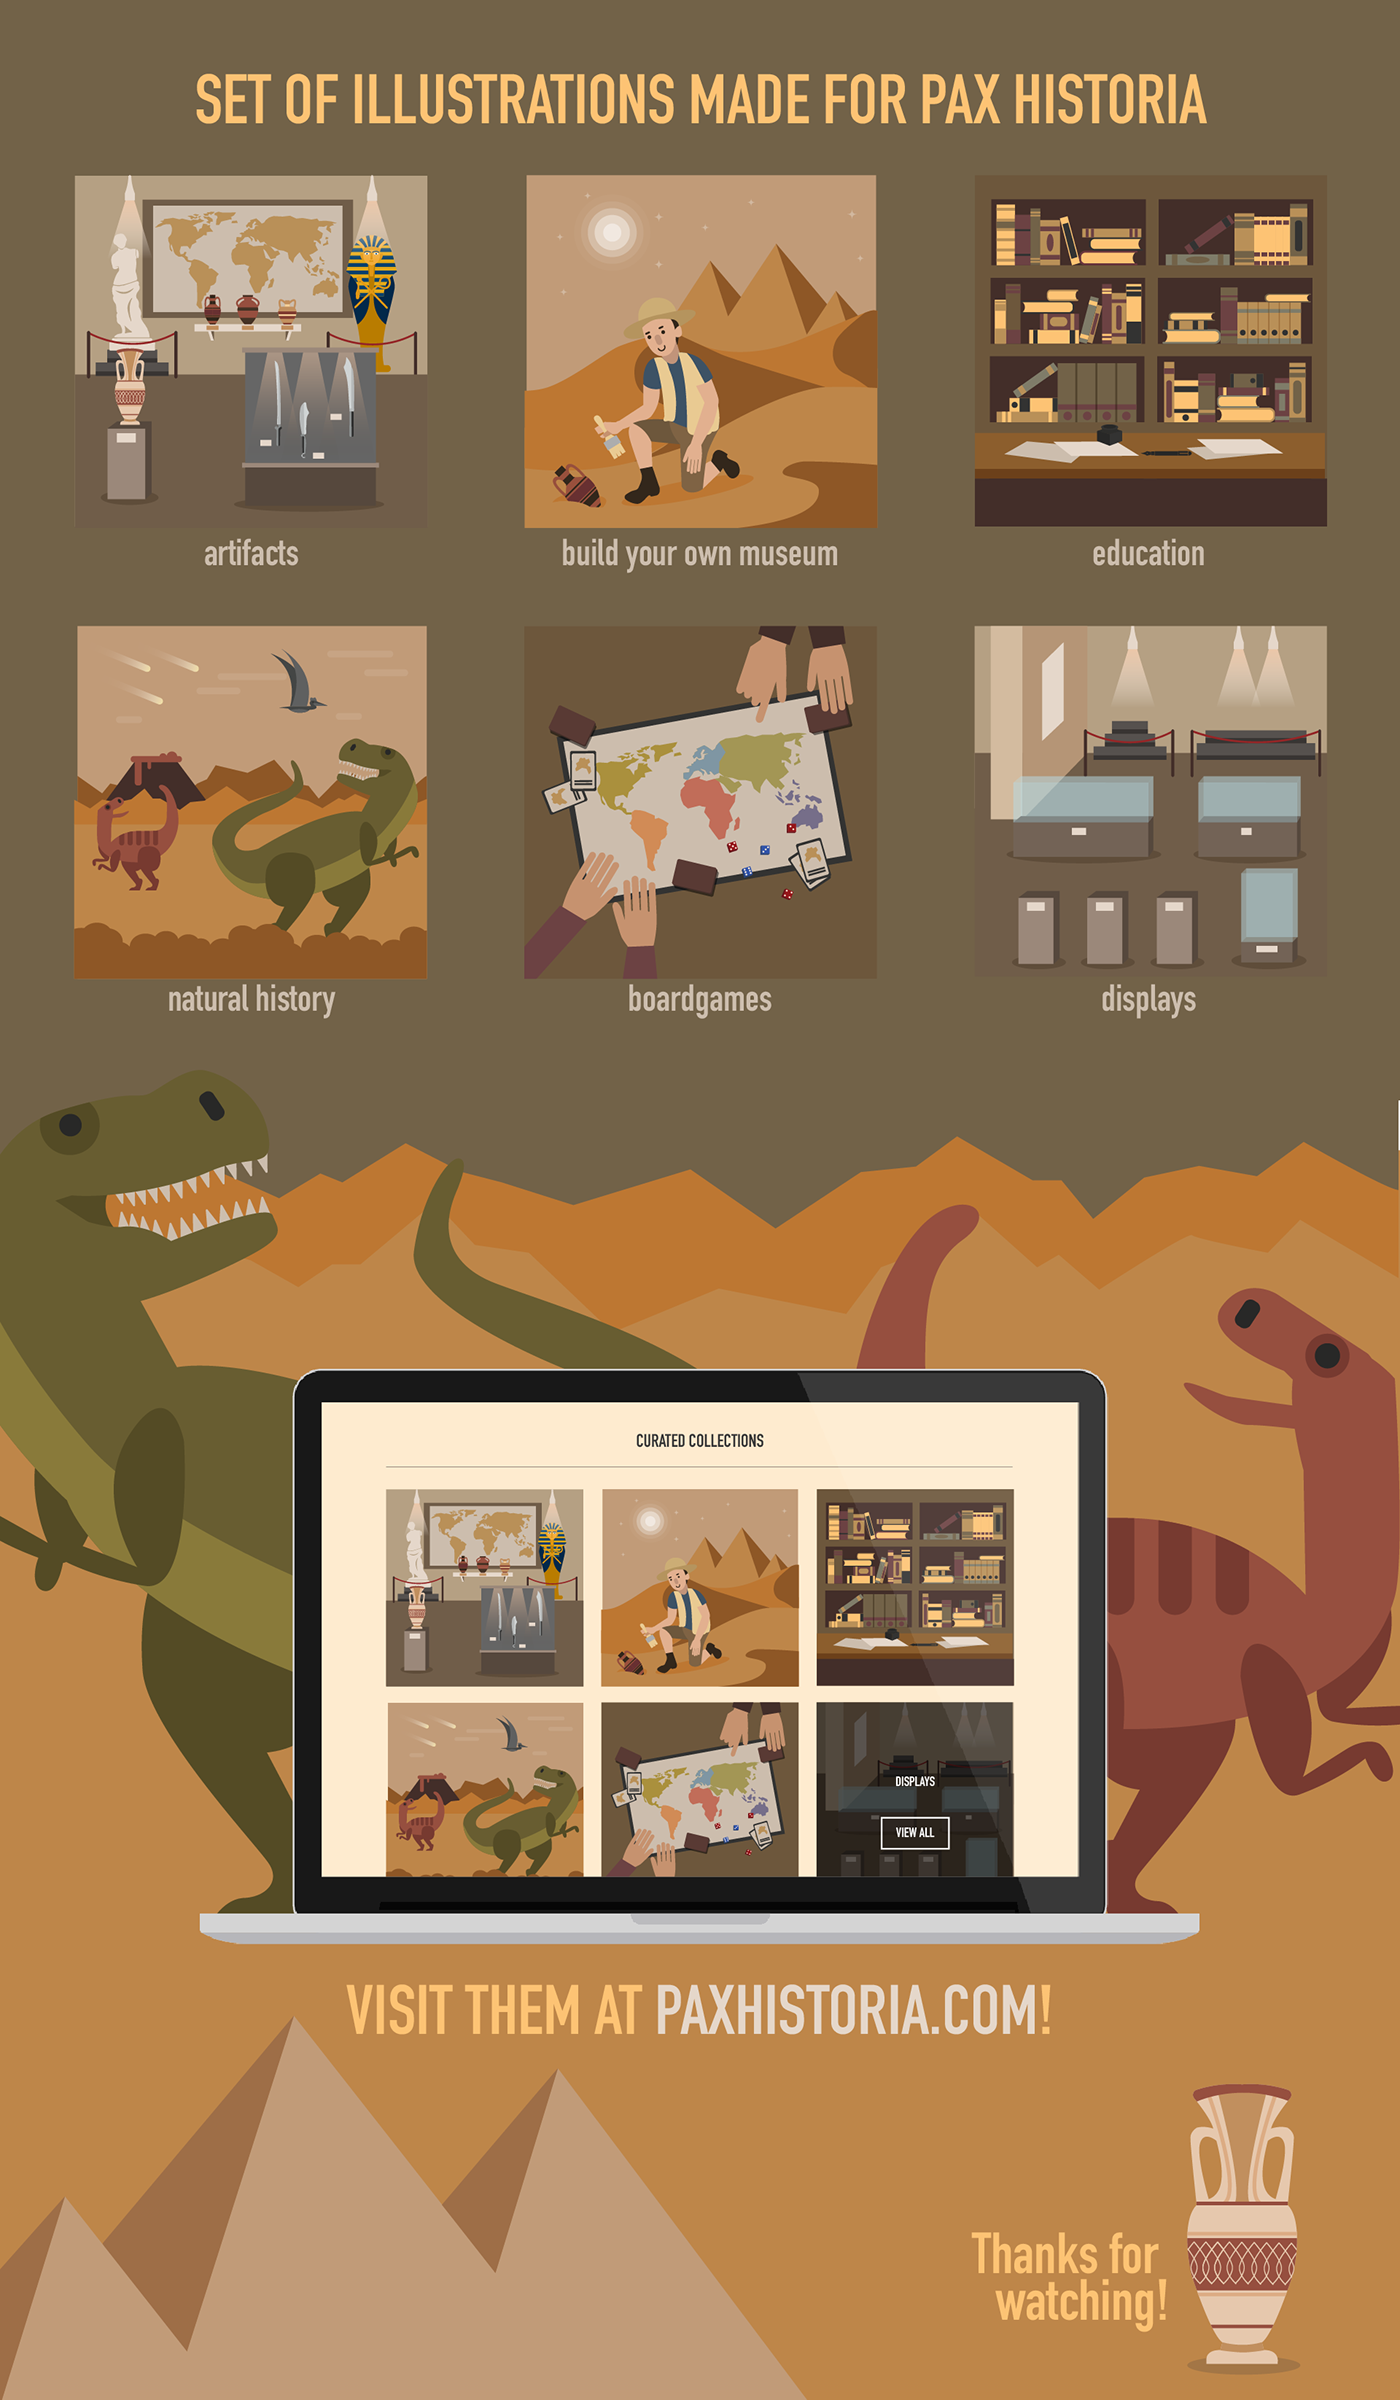 SET OF ILLUSTRATIONS MADE FOR PAX HISTORIA
artifacts
build your own museum
education
natural history
boardgames
displays
CURATED COLLECTIONS
DISPLAYS
VIEW ALL
VISIT THEM AT PAXHISTORIA.COM!
Thanks for
watching!